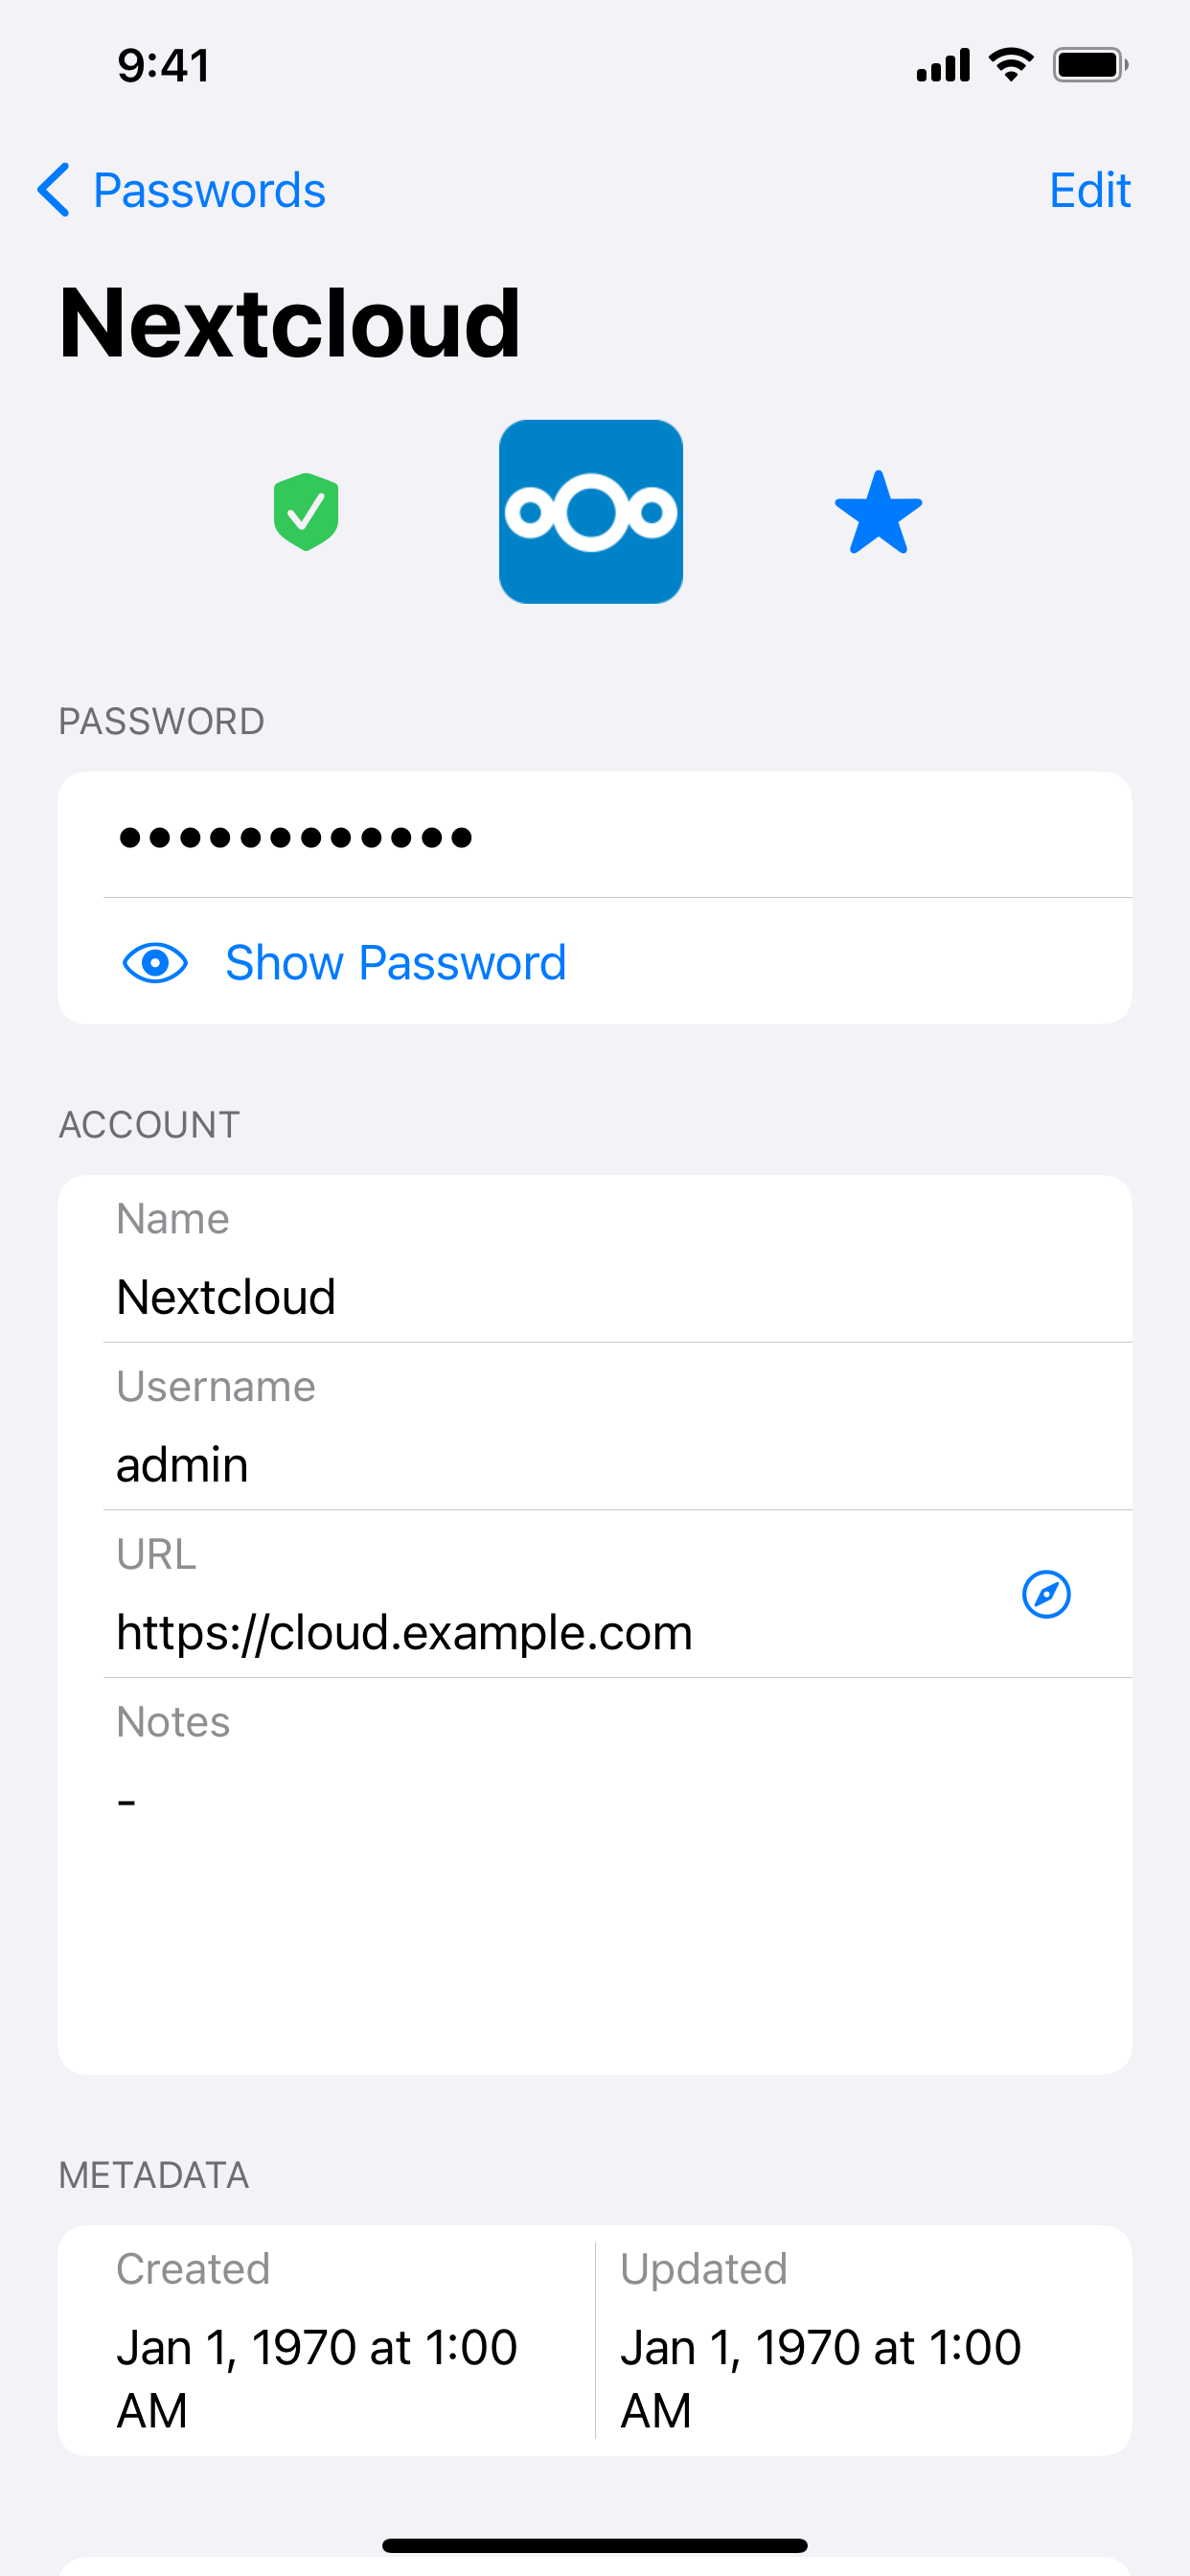 9:41
Passwords
Edit
Nextcloud
PASSWORD
••••••••••••
Show Password
ACCOUNT
Name
Nextcloud
Username
admin
URL
https://cloud.example.com
Notes
-
METADATA
Created
Jan 1, 1970 at 1:00
AM
Updated
Jan 1, 1970 at 1:00
AM